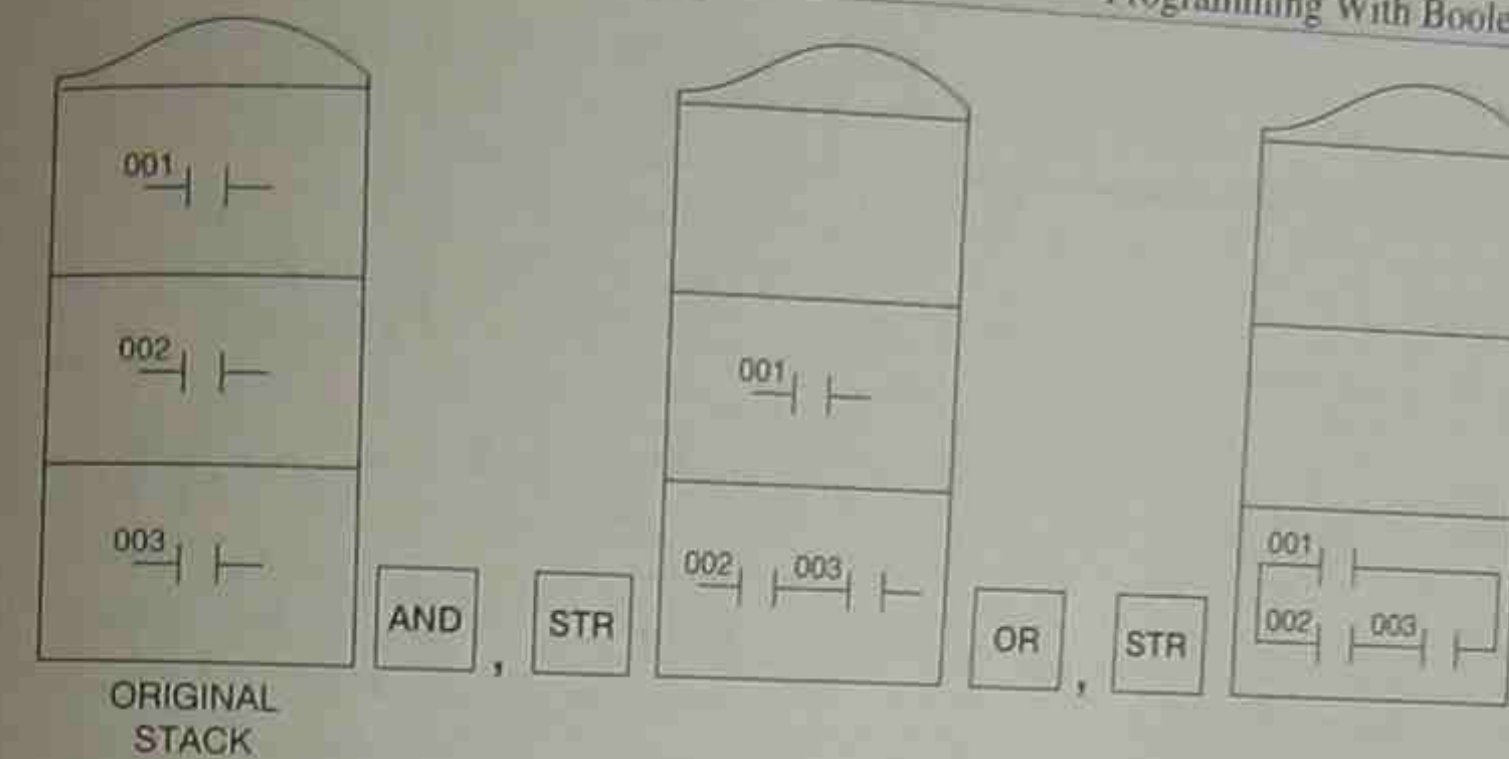 Programming With Boole
001
002
003
ORIGINAL
STACK
AND , STR
001
002 003
OR , STR
001
002 003